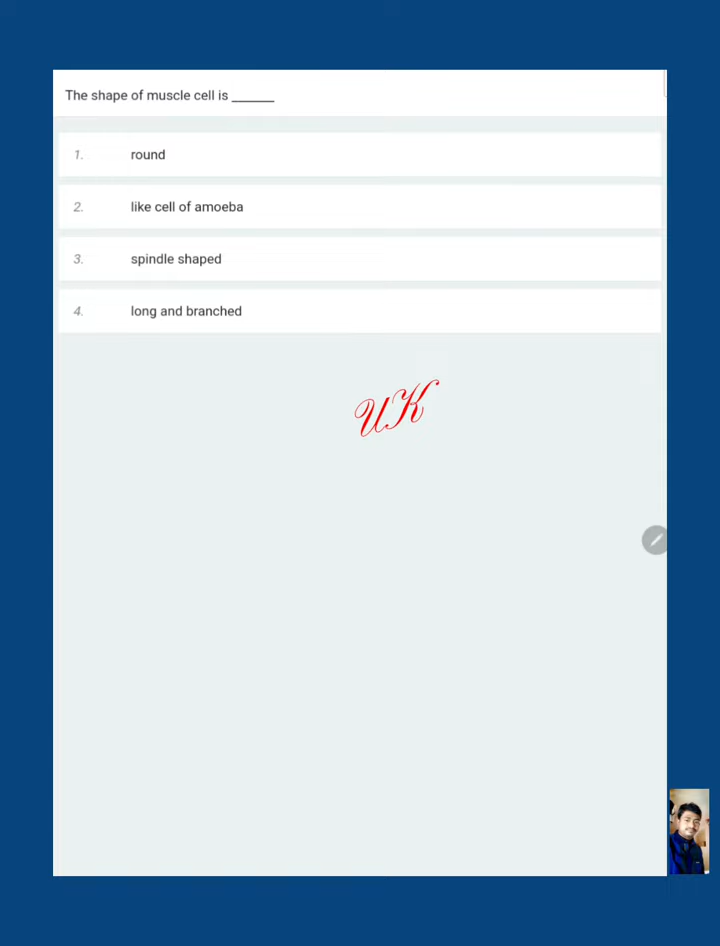 The shape of muscle cell is ______
1. round
2. like cell of amoeba
3. spindle shaped
4. long and branched
UK